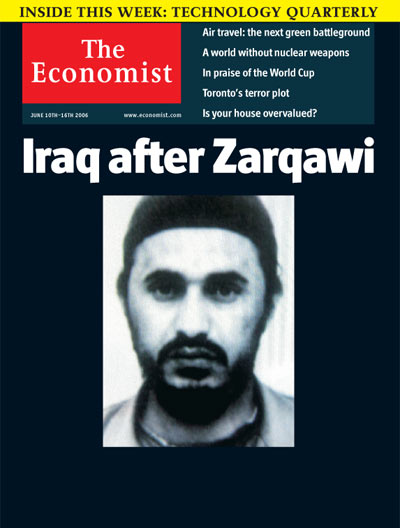 INSIDE THIS WEEK: TECHNOLOGY QUARTERLY
The
Economist
JUNE 10TH–16TH 2006
www.economist.com
Air travel: the next green battleground
A world without nuclear weapons
In praise of the World Cup
Toronto's terror plot
Is your house overvalued?
Iraq after Zarqawi